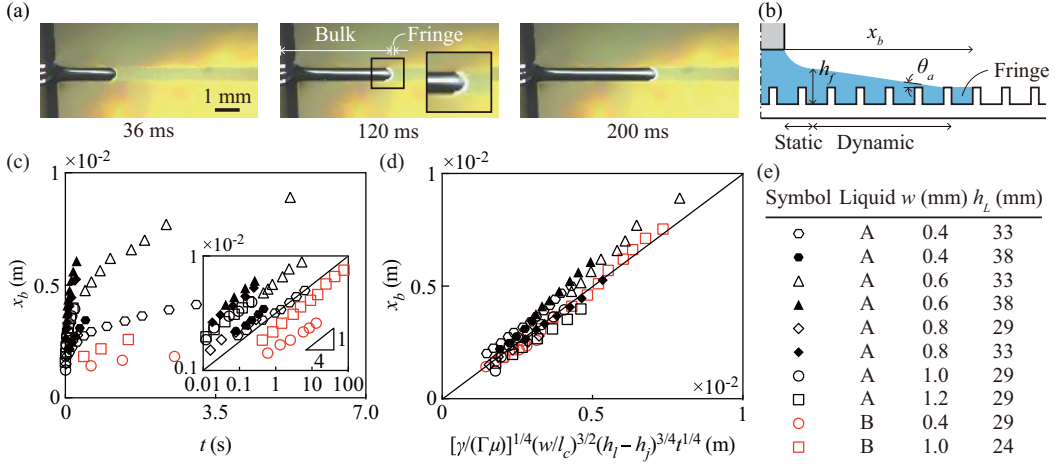 (a)
Bulk
Fringe
1 mm
36 ms
120 ms
200 ms
(b)
x_b
h_f
θ_a
Fringe
Static
Dynamic
(c)
×10⁻²
1
x_b (m)
0.5
0
0
3.5
7.0
t (s)
×10⁻²
1
0.1
0.01
0.1
1
10
100
1
4
(d)
×10⁻²
1
x_b (m)
0.5
0
0.5
1
×10⁻²
[γ/(Γμ)]^{1/4}(w/l_c)^{3/2}(h_l − h_j)^{3/4}t^{1/4} (m)
(e)
Symbol Liquid w (mm) h_L (mm)
A 0.4 33
A 0.4 38
A 0.6 33
A 0.6 38
A 0.8 29
A 0.8 33
A 1.0 29
A 1.2 29
B 0.4 29
B 1.0 24